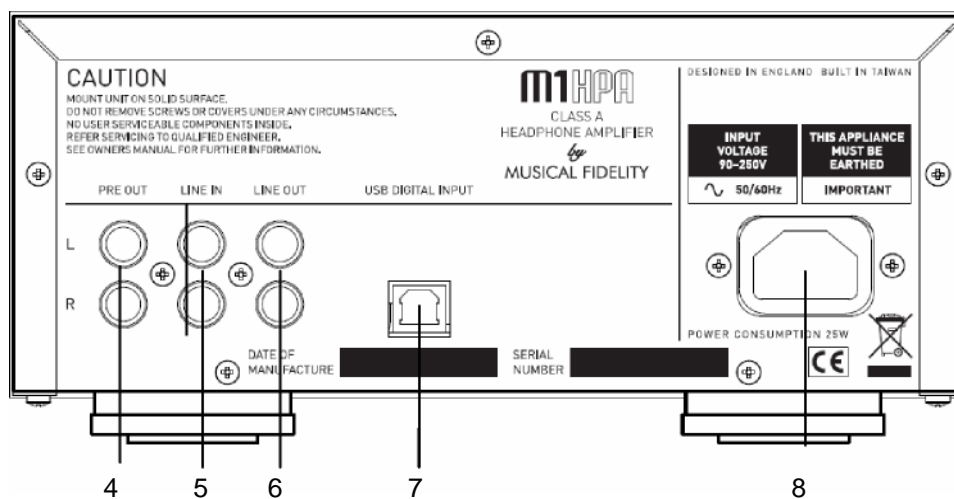 CAUTION
MOUNT UNIT ON SOLID SURFACE.
DO NOT REMOVE SCREWS OR COVERS UNDER ANY CIRCUMSTANCES.
NO USER SERVICEABLE COMPONENTS INSIDE.
REFER SERVICING TO QUALIFIED ENGINEER.
SEE OWNERS MANUAL FOR FURTHER INFORMATION.
M1HPA
CLASS A
HEADPHONE AMPLIFIER
by
MUSICAL FIDELITY
DESIGNED IN ENGLAND BUILT IN TAIWAN
INPUT
VOLTAGE
90-250V
50/60Hz
THIS APPLIANCE
MUST BE
EARTHED
IMPORTANT
PRE OUT
LINE IN
LINE OUT
USB DIGITAL INPUT
L
R
POWER CONSUMPTION 25W
DATE OF
MANUFACTURE
SERIAL
NUMBER
CE
4
5
6
7
8